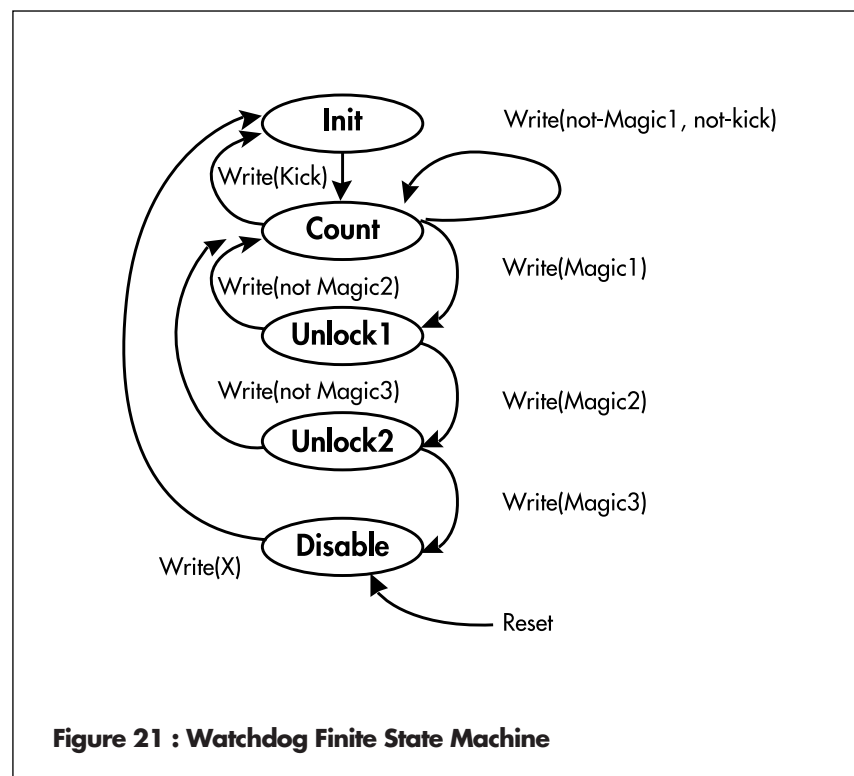 Init
Write(not-Magic1, not-kick)
Write(Kick)
Count
Write(Magic1)
Write(not Magic2)
Unlock1
Write(not Magic3)
Write(Magic2)
Unlock2
Write(Magic3)
Disable
Write(X)
Reset
Figure 21 : Watchdog Finite State Machine